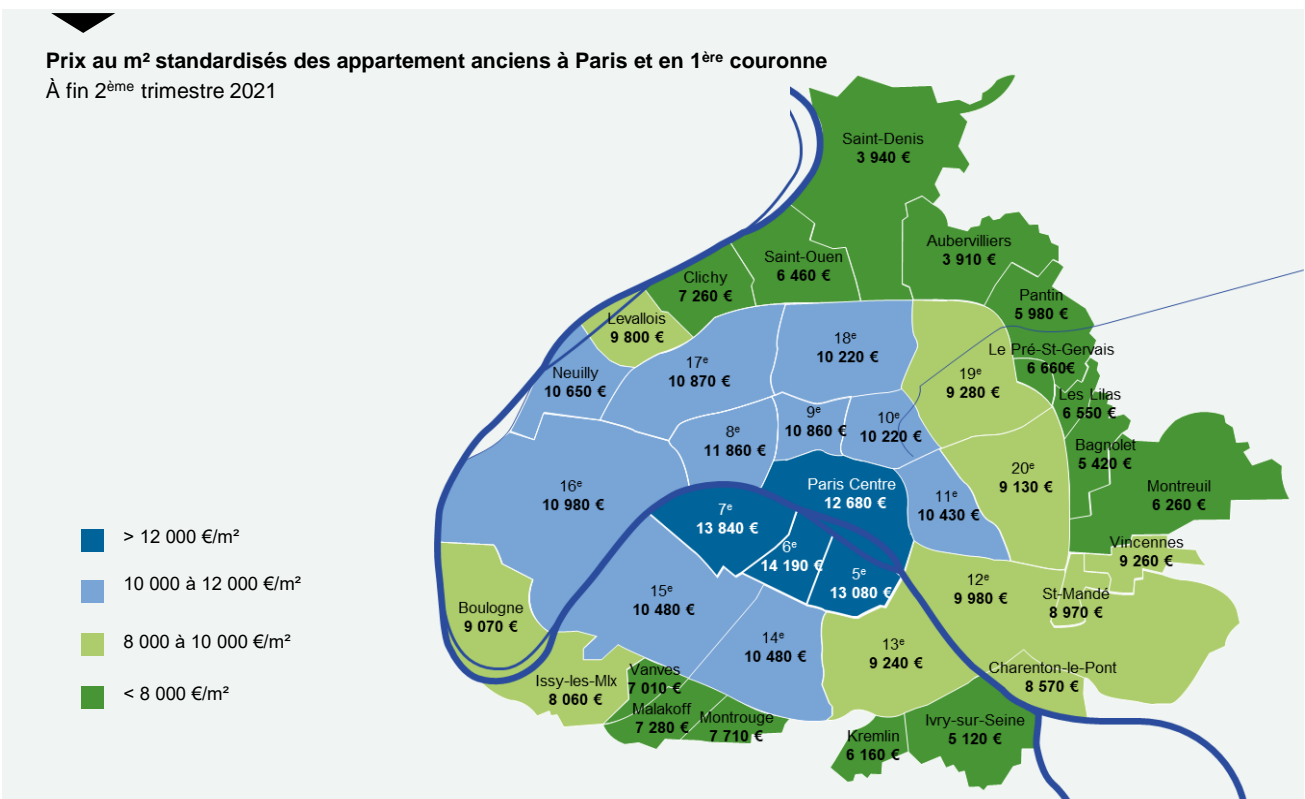 Prix au m² standardisés des appartement anciens à Paris et en 1ère couronne
À fin 2ème trimestre 2021
Saint-Denis
3 940 €
Aubervilliers
3 910 €
Saint-Ouen
6 460 €
Clichy
7 260 €
Pantin
5 980 €
Levallois
9 800 €
18e
10 220 €
Le Pré-St-Gervais
6 660€
17e
10 870 €
19e
9 280 €
Neuilly
10 650 €
Les Lilas
6 550 €
9e
10 860 €
10e
10 220 €
8e
11 860 €
Bagnolet
5 420 €
20e
9 130 €
16e
10 980 €
Paris Centre
12 680 €
Montreuil
6 260 €
11e
10 430 €
7e
13 840 €
Vincennes
9 260 €
6e
14 190 €
5e
13 080 €
12e
9 980 €
St-Mandé
8 970 €
15e
10 480 €
Boulogne
9 070 €
14e
10 480 €
13e
9 240 €
Charenton-le-Pont
8 570 €
Vanves
7 010 €
Issy-les-Mlx
8 060 €
Malakoff
7 280 €
Montrouge
7 710 €
Ivry-sur-Seine
5 120 €
Kremlin
6 160 €
> 12 000 €/m²
10 000 à 12 000 €/m²
8 000 à 10 000 €/m²
< 8 000 €/m²